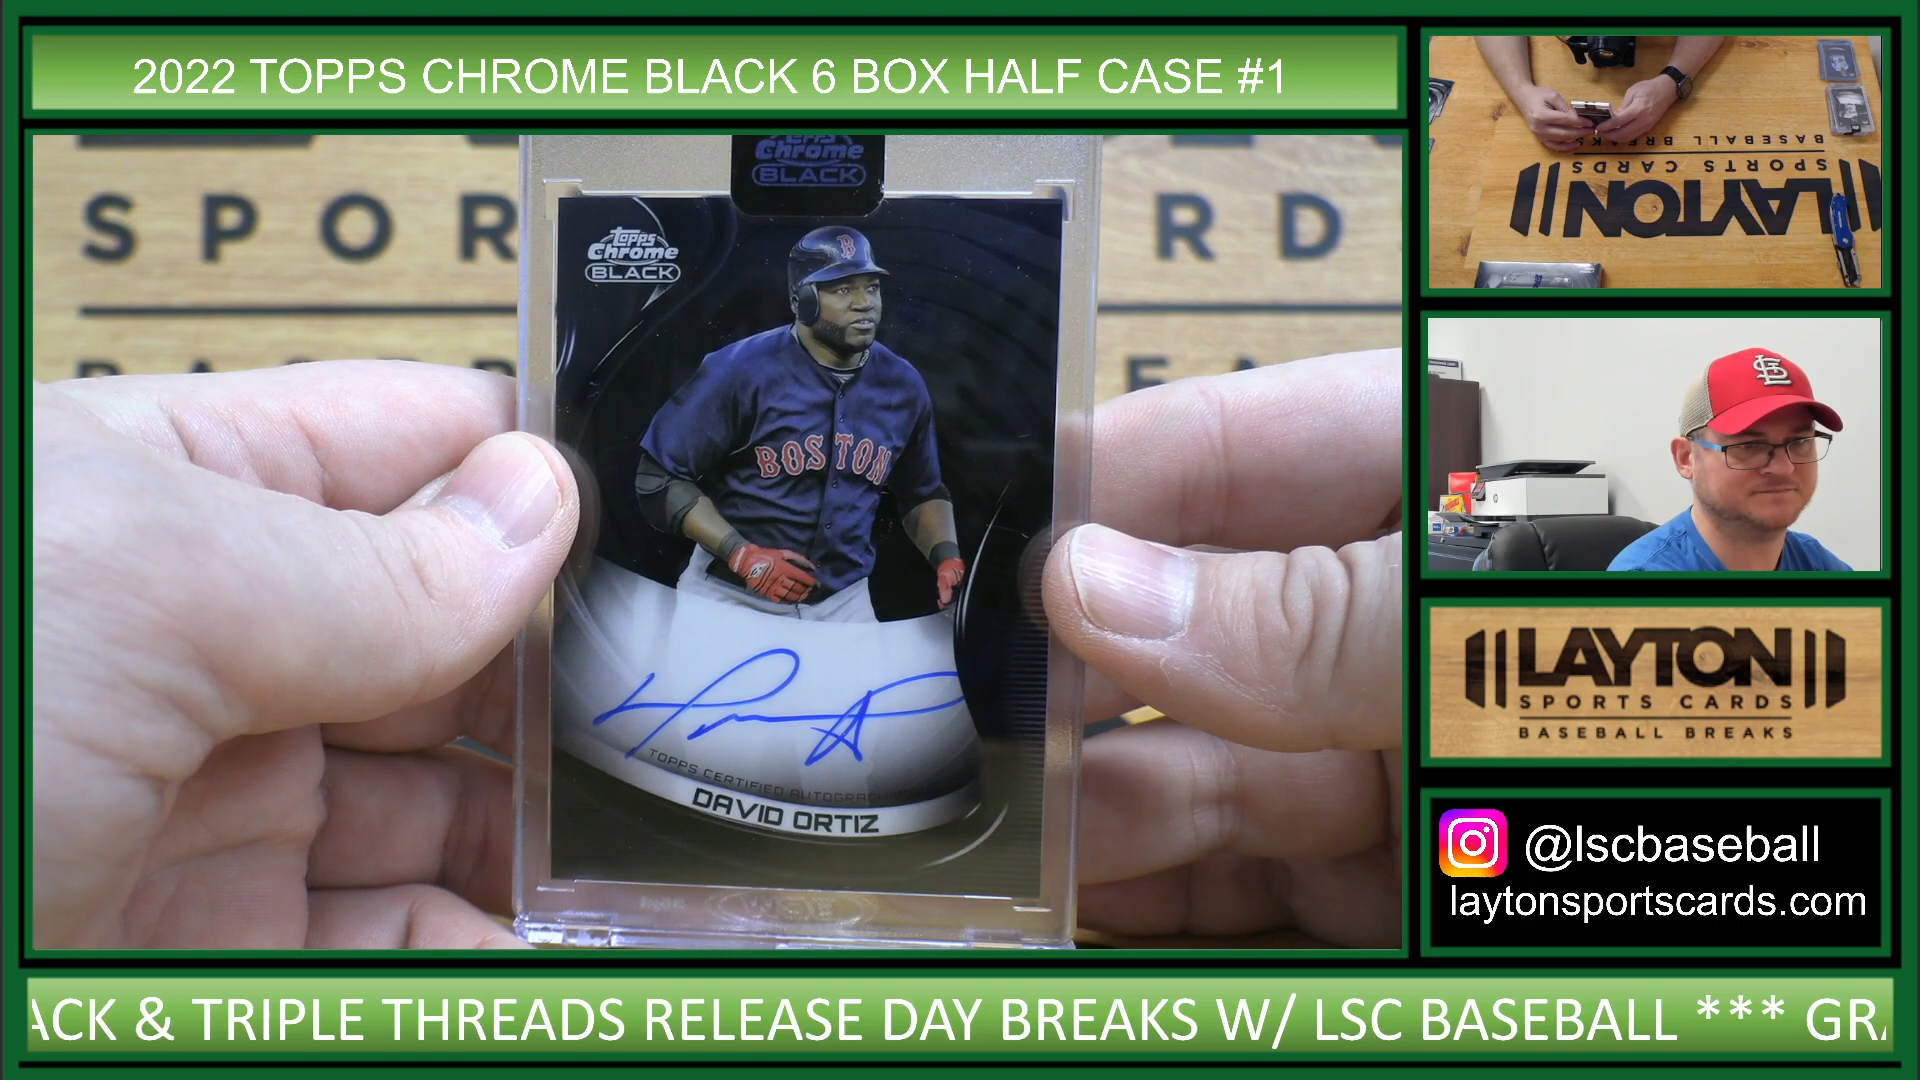 2022 TOPPS CHROME BLACK 6 BOX HALF CASE #1
SPOR
RD
Topps
Chrome
BLACK
Topps
Chrome
BLACK
B
BOSTON
TOPPS CERTIFIED AUTOGRAPH
DAVID ORTIZ
BASEBALL BREAKS
SPORTS CARDS
LAYTON
LAYTON
SPORTS CARDS
BASEBALL BREAKS
@lscbaseball
laytonsportscards.com
ACK & TRIPLE THREADS RELEASE DAY BREAKS W/ LSC BASEBALL *** GRA